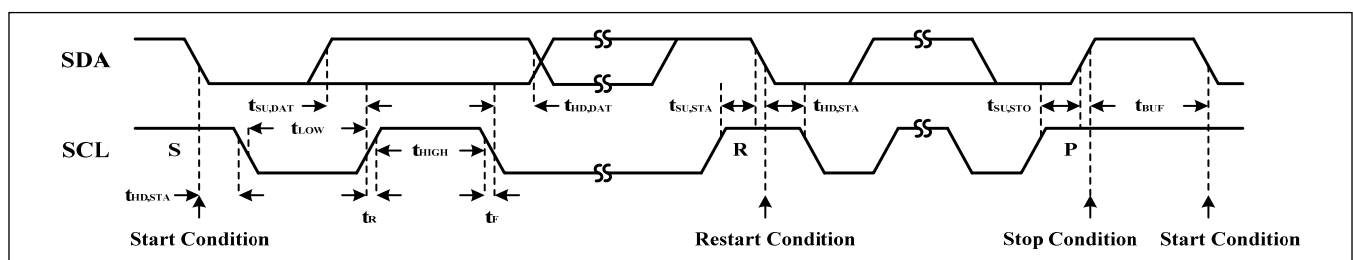 SDA
tSU,DAT tHD,DAT tSU,STA tHD,STA tSU,STO tBUF
tLOW
SCL S tHIGH R P
tHD,STA
tR tF
Start Condition Restart Condition Stop Condition Start Condition